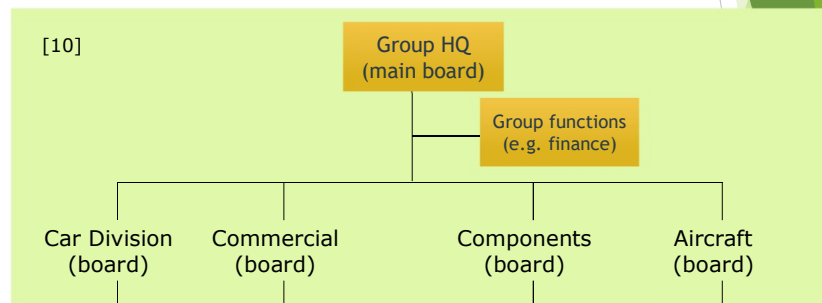 [10]
Group HQ
(main board)
Group functions
(e.g. finance)
Car Division
(board)
Commercial
(board)
Components
(board)
Aircraft
(board)